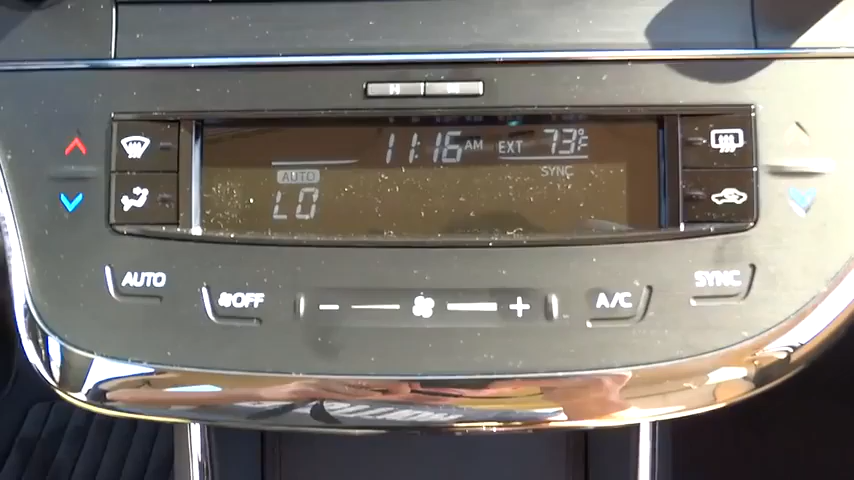 H M
11:16 AM EXT 73°F
SYNC
AUTO
LO
AUTO
OFF
- +
A/C
SYNC